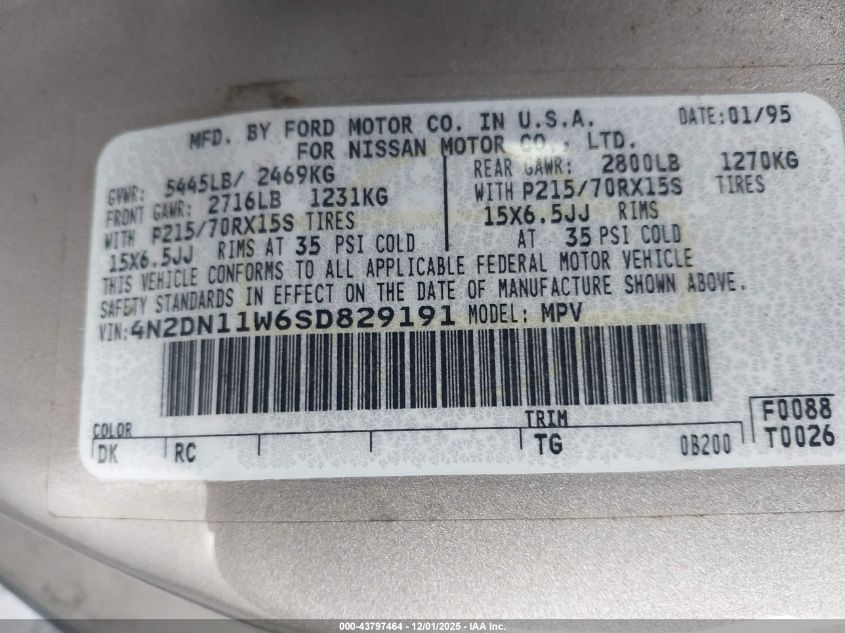 MFD. BY FORD MOTOR CO. IN U.S.A. DATE:01/95
FOR NISSAN MOTOR CO., LTD.
GVWR: 5445LB/ 2469KG
FRONT GAWR: 2716LB 1231KG
WITH P215/70RX15S TIRES
15X6.5JJ RIMS AT 35 PSI COLD
REAR GAWR: 2800LB 1270KG
WITH P215/70RX15S TIRES
15X6.5JJ RIMS
AT 35 PSI COLD
THIS VEHICLE CONFORMS TO ALL APPLICABLE FEDERAL MOTOR VEHICLE
SAFETY STANDARDS IN EFFECT ON THE DATE OF MANUFACTURE SHOWN ABOVE.
VIN:4N2DN11W6SD829191 MODEL: MPV
COLOR TRIM F0088
DK RC TG 0B200 T0026
000-43797464 | 12/01/2025 - IAA Inc.